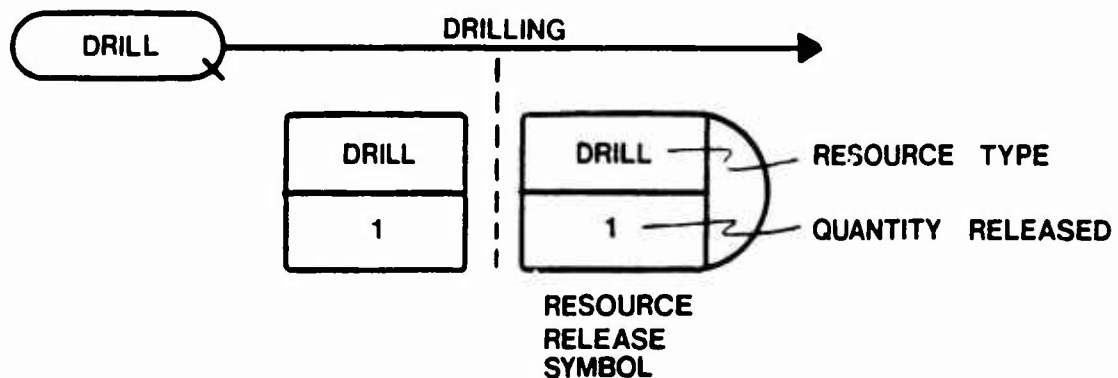 DRILL
DRILLING
DRILL
DRILL
RESOURCE TYPE
1
1
QUANTITY RELEASED
RESOURCE
RELEASE
SYMBOL